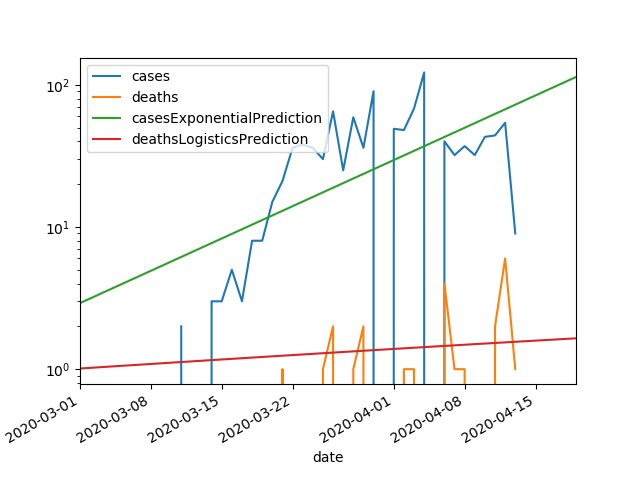 cases
deaths
casesExponentialPrediction
deathsLogisticsPrediction
10²
10¹
10⁰
2020-03-01
2020-03-08
2020-03-15
2020-03-22
2020-04-01
2020-04-08
2020-04-15
date